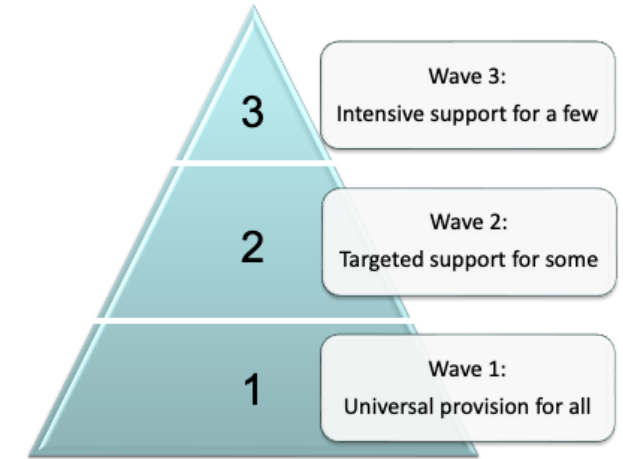 3
Wave 3:
Intensive support for a few
2
Wave 2:
Targeted support for some
1
Wave 1:
Universal provision for all